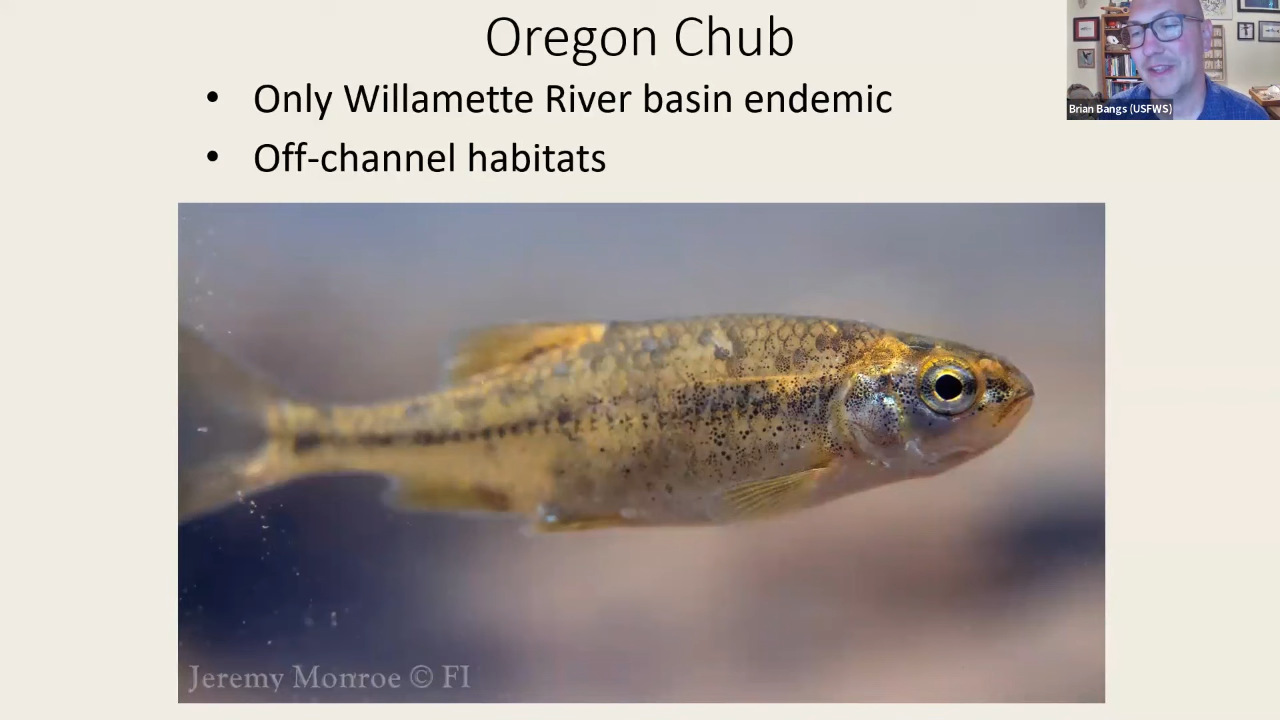 Oregon Chub
• Only Willamette River basin endemic
• Off-channel habitats
Brian Bangs (USFWS)
Jeremy Monroe © FI